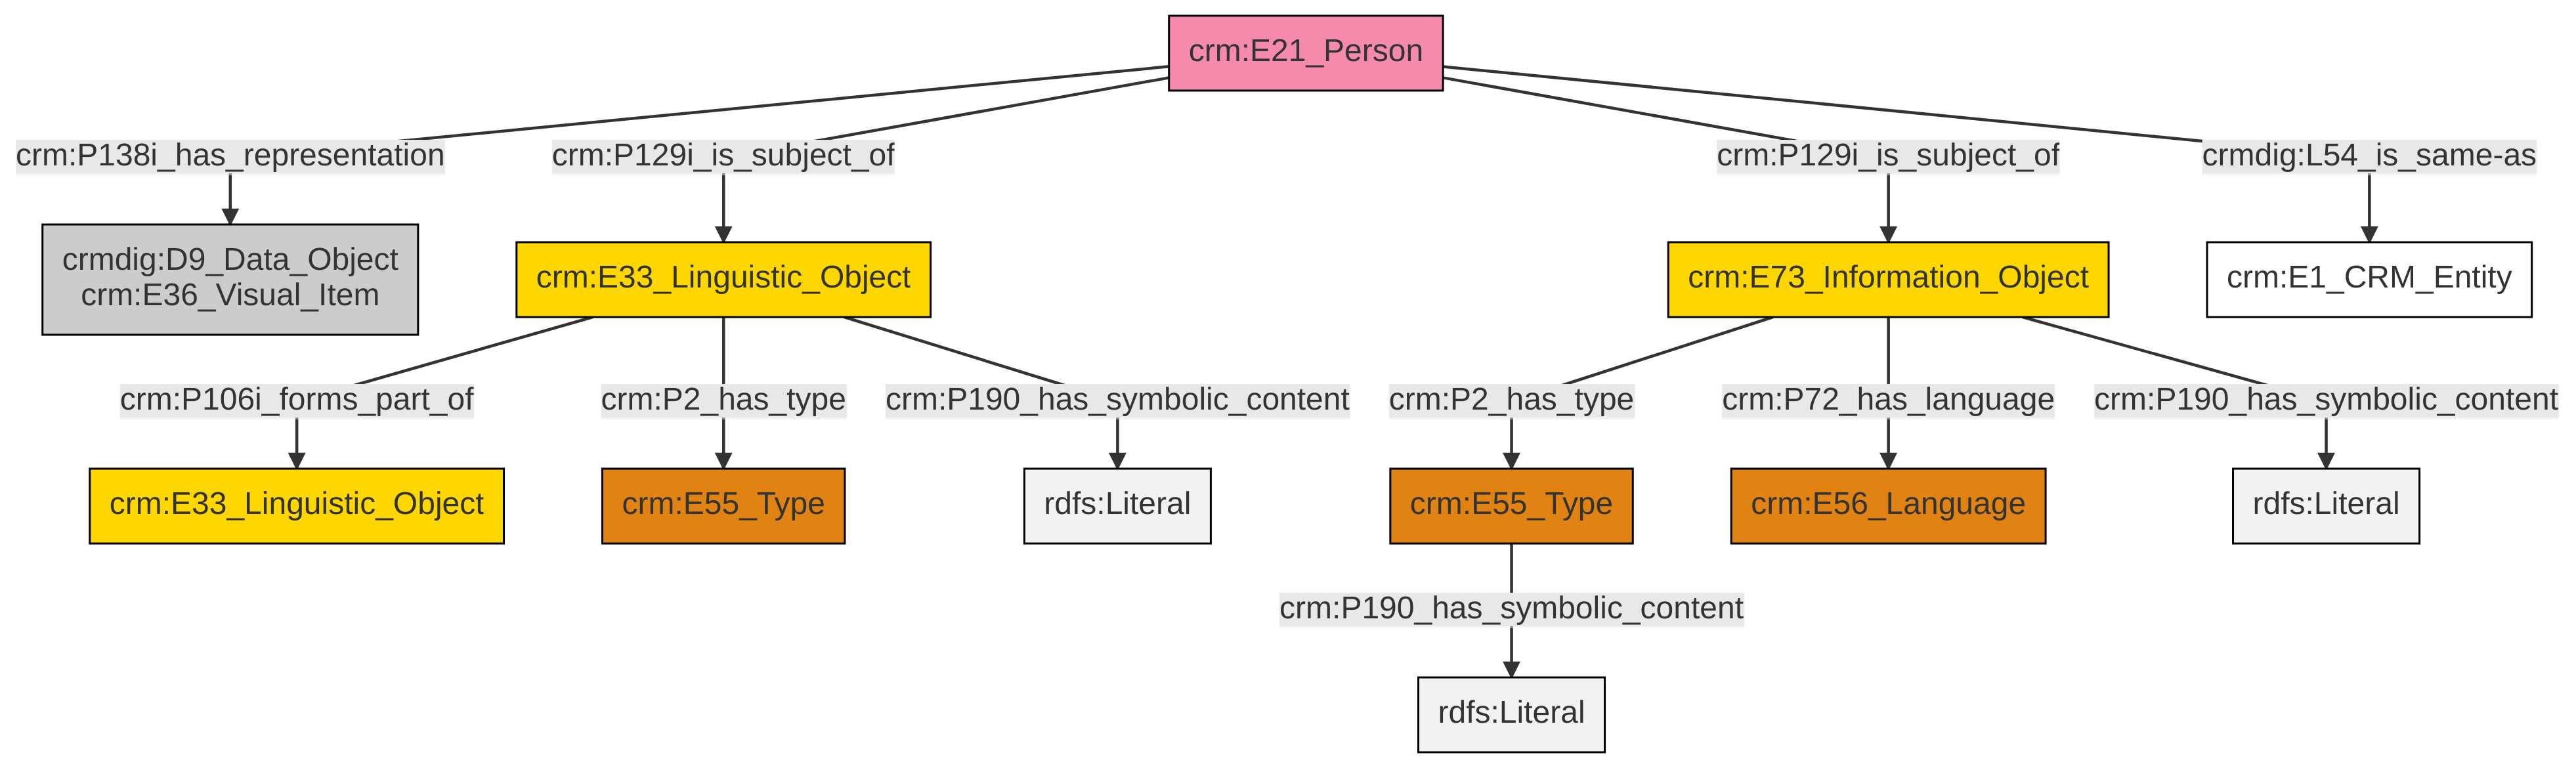 crm:E21_Person
crm:P138i_has_representation
crm:P129i_is_subject_of
crm:P129i_is_subject_of
crmdig:L54_is_same-as
crmdig:D9_Data_Object
crm:E36_Visual_Item
crm:E33_Linguistic_Object
crm:E73_Information_Object
crm:E1_CRM_Entity
crm:P106i_forms_part_of
crm:P2_has_type
crm:P190_has_symbolic_content
crm:P2_has_type
crm:P72_has_language
crm:P190_has_symbolic_content
crm:E33_Linguistic_Object
crm:E55_Type
rdfs:Literal
crm:E55_Type
crm:E56_Language
rdfs:Literal
crm:P190_has_symbolic_content
rdfs:Literal